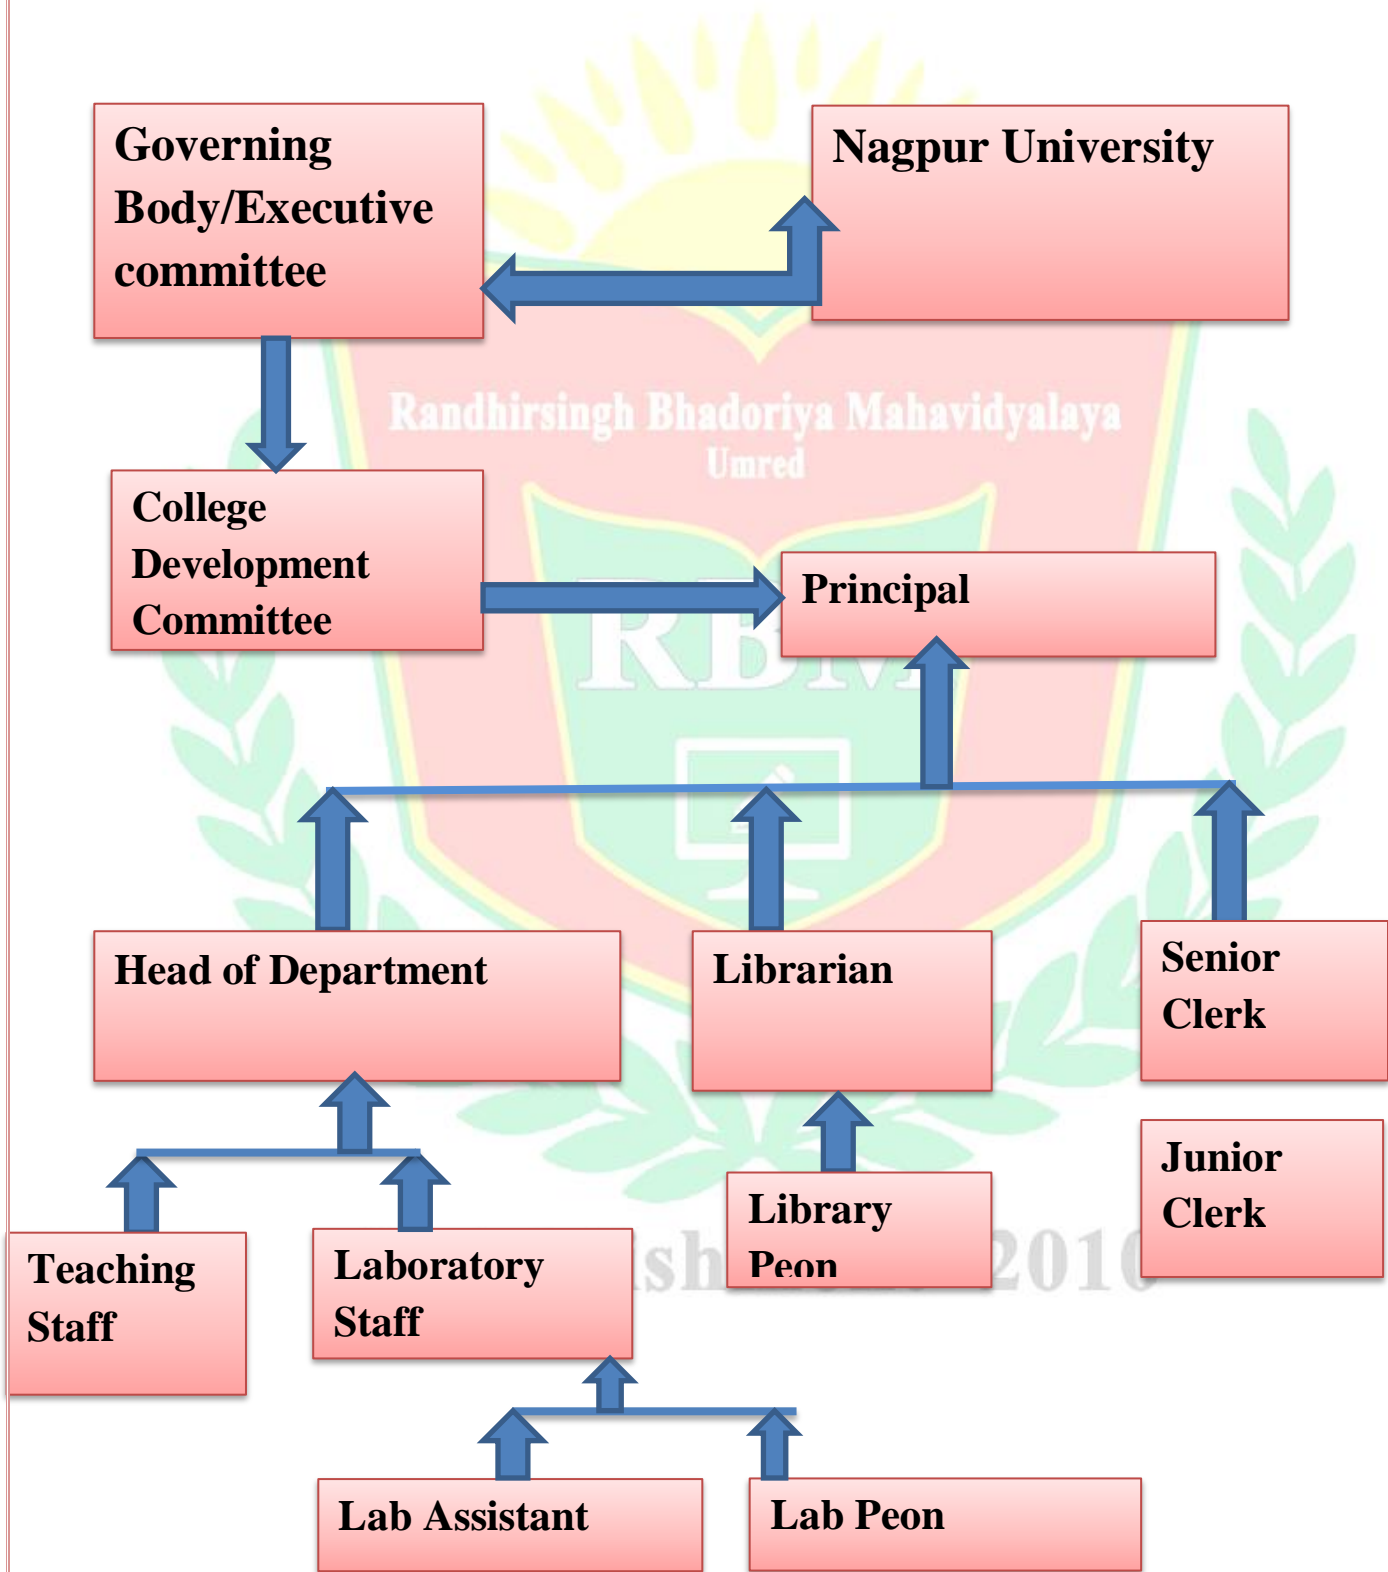 Governing
Body/Executive
committee
Nagpur University
Randhirsingh Bhadoriya Mahavidyalaya
Umred
College
Development
Committee
Principal
RBM
Head of Department
Librarian
Senior
Clerk
Junior
Clerk
Library
Peon
Teaching
Staff
Laboratory
Staff
2010
Lab Assistant
Lab Peon